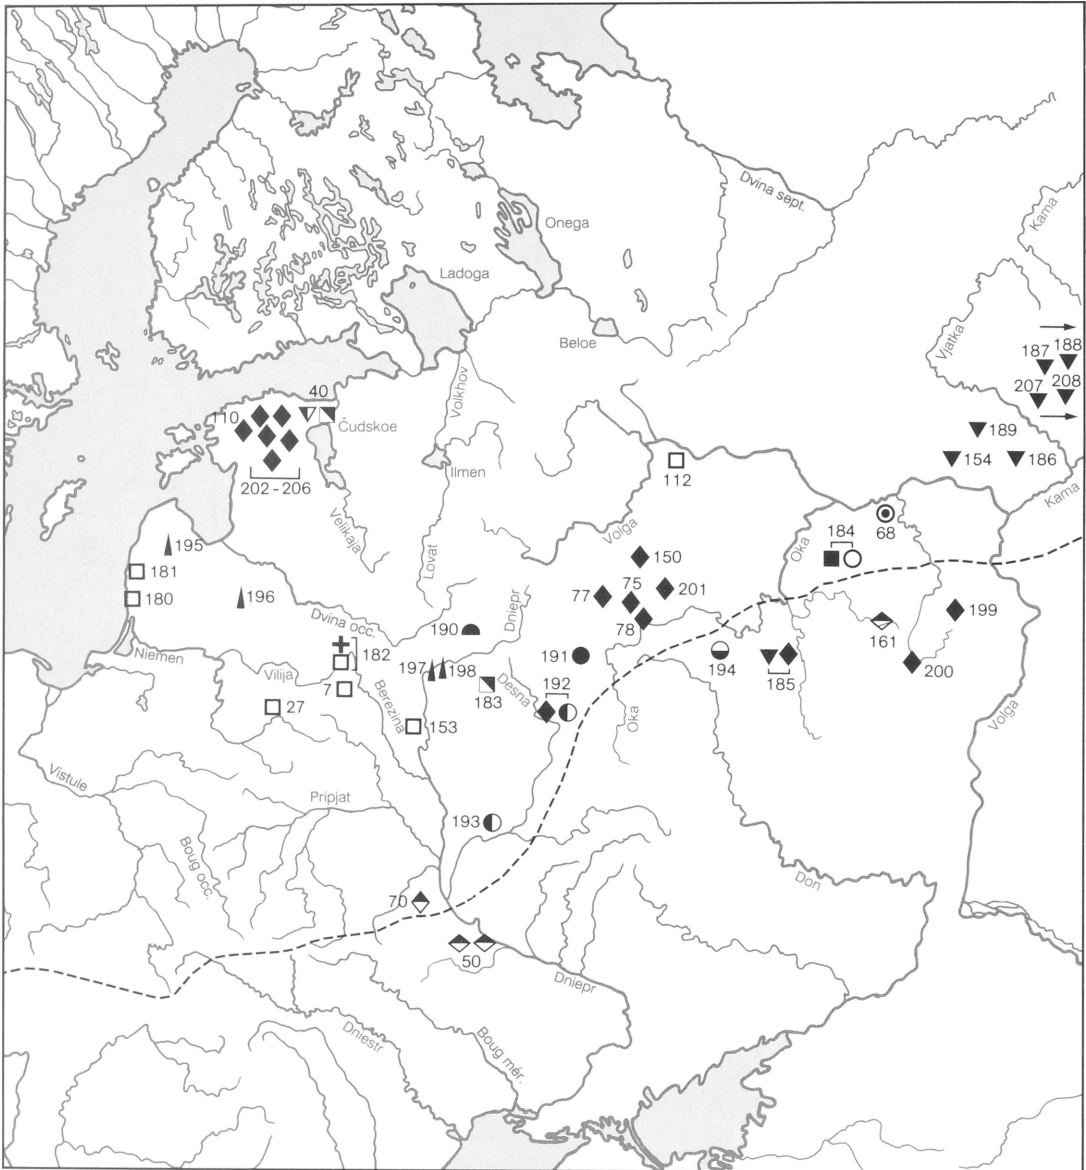 Dvina sept.
Kama
Onega
Ladoga
Beloe
Vjatka
187 188
207 208
40
110
Volkhov
Čudskoe
189
154 186
Ilmen
202 - 206
112
Kama
Velikaja
Volga
68
184
Oka
195
150
181
Lovat
75
201
77
196
180
Dniepr
78
199
Dvina occ.
190
161
Niemen
182
191
194
197 198
200
Vilija
7
Berezina
183
Desna
192
185
27
Oka
153
Volga
Vistule
Pripjat
193
Boug occ.
Don
70
50
Dniepr
Dniestr
Boug mér.